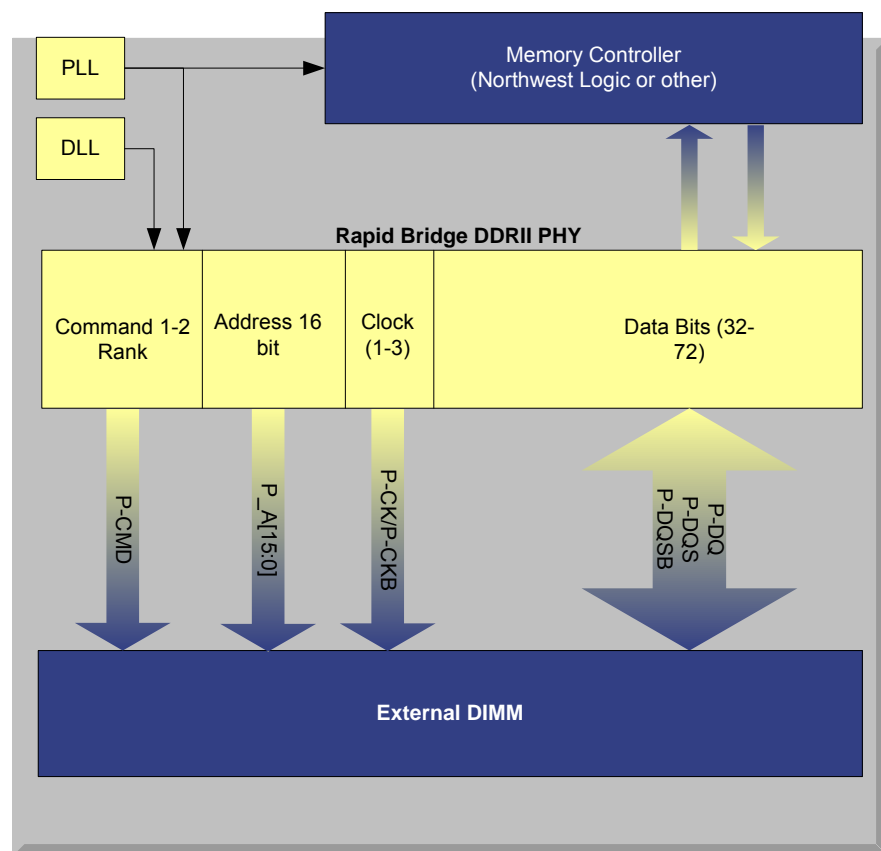 PLL
Memory Controller
(Northwest Logic or other)
DLL
Rapid Bridge DDRII PHY
Command 1-2
Rank
Address 16
bit
Clock
(1-3)
Data Bits (32-
72)
P-CMD
P_A[15:0]
P-CK/P-CKB
P-DQ
P-DQS
P-DQSB
External DIMM